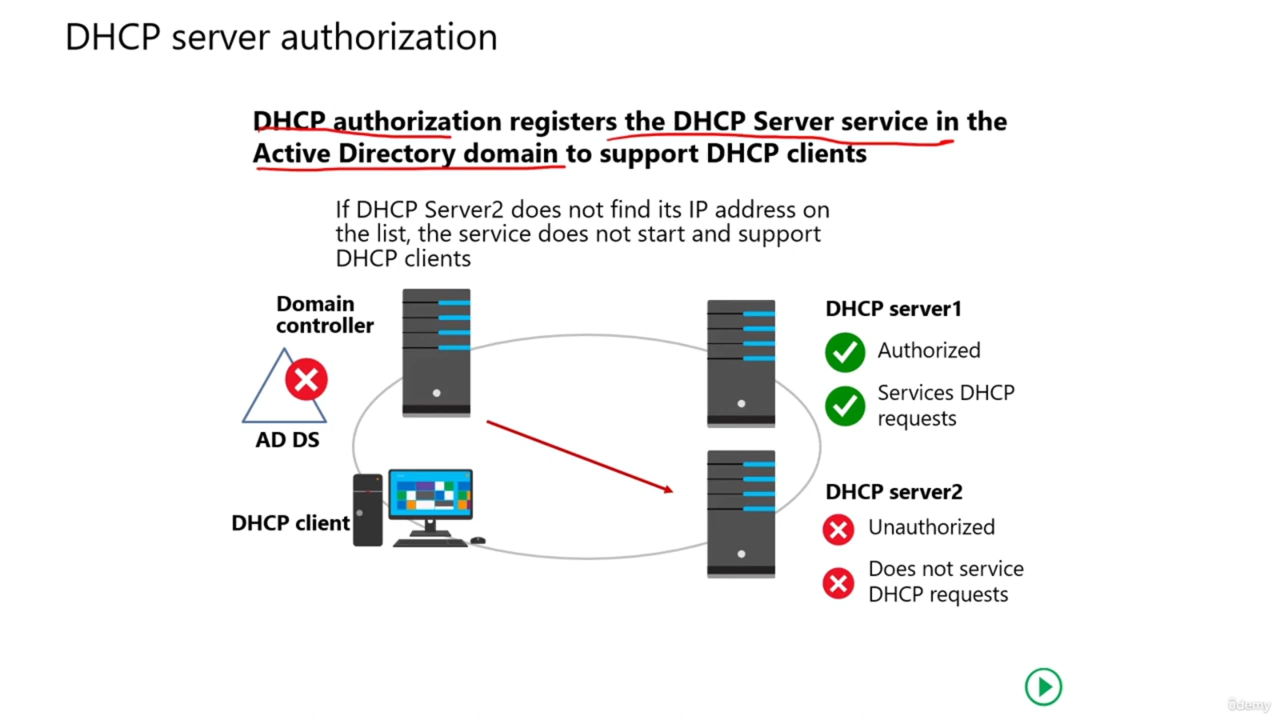 DHCP server authorization
DHCP authorization registers the DHCP Server service in the
Active Directory domain to support DHCP clients
If DHCP Server2 does not find its IP address on
the list, the service does not start and support
DHCP clients
Domain
controller
AD DS
DHCP client
DHCP server1
Authorized
Services DHCP
requests
DHCP server2
Unauthorized
Does not service
DHCP requests
ûdemy